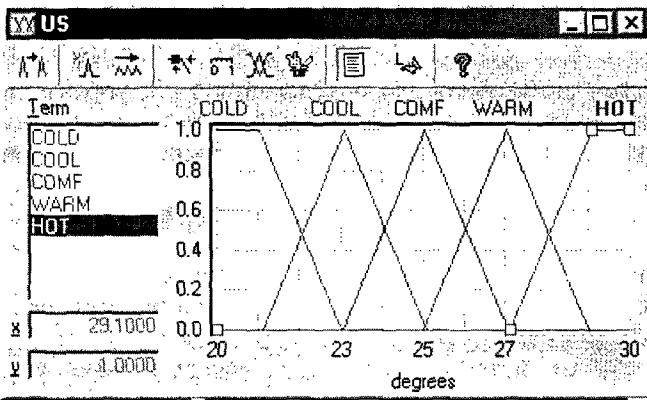 US
Term
COLD COOL COMF WARM HOT
COLD
COOL
COMF
WARM
HOT
1.0
0.8
0.6
0.4
0.2
0.0
x 29.1000
y 1.0000
20 23 25 27 30
degrees